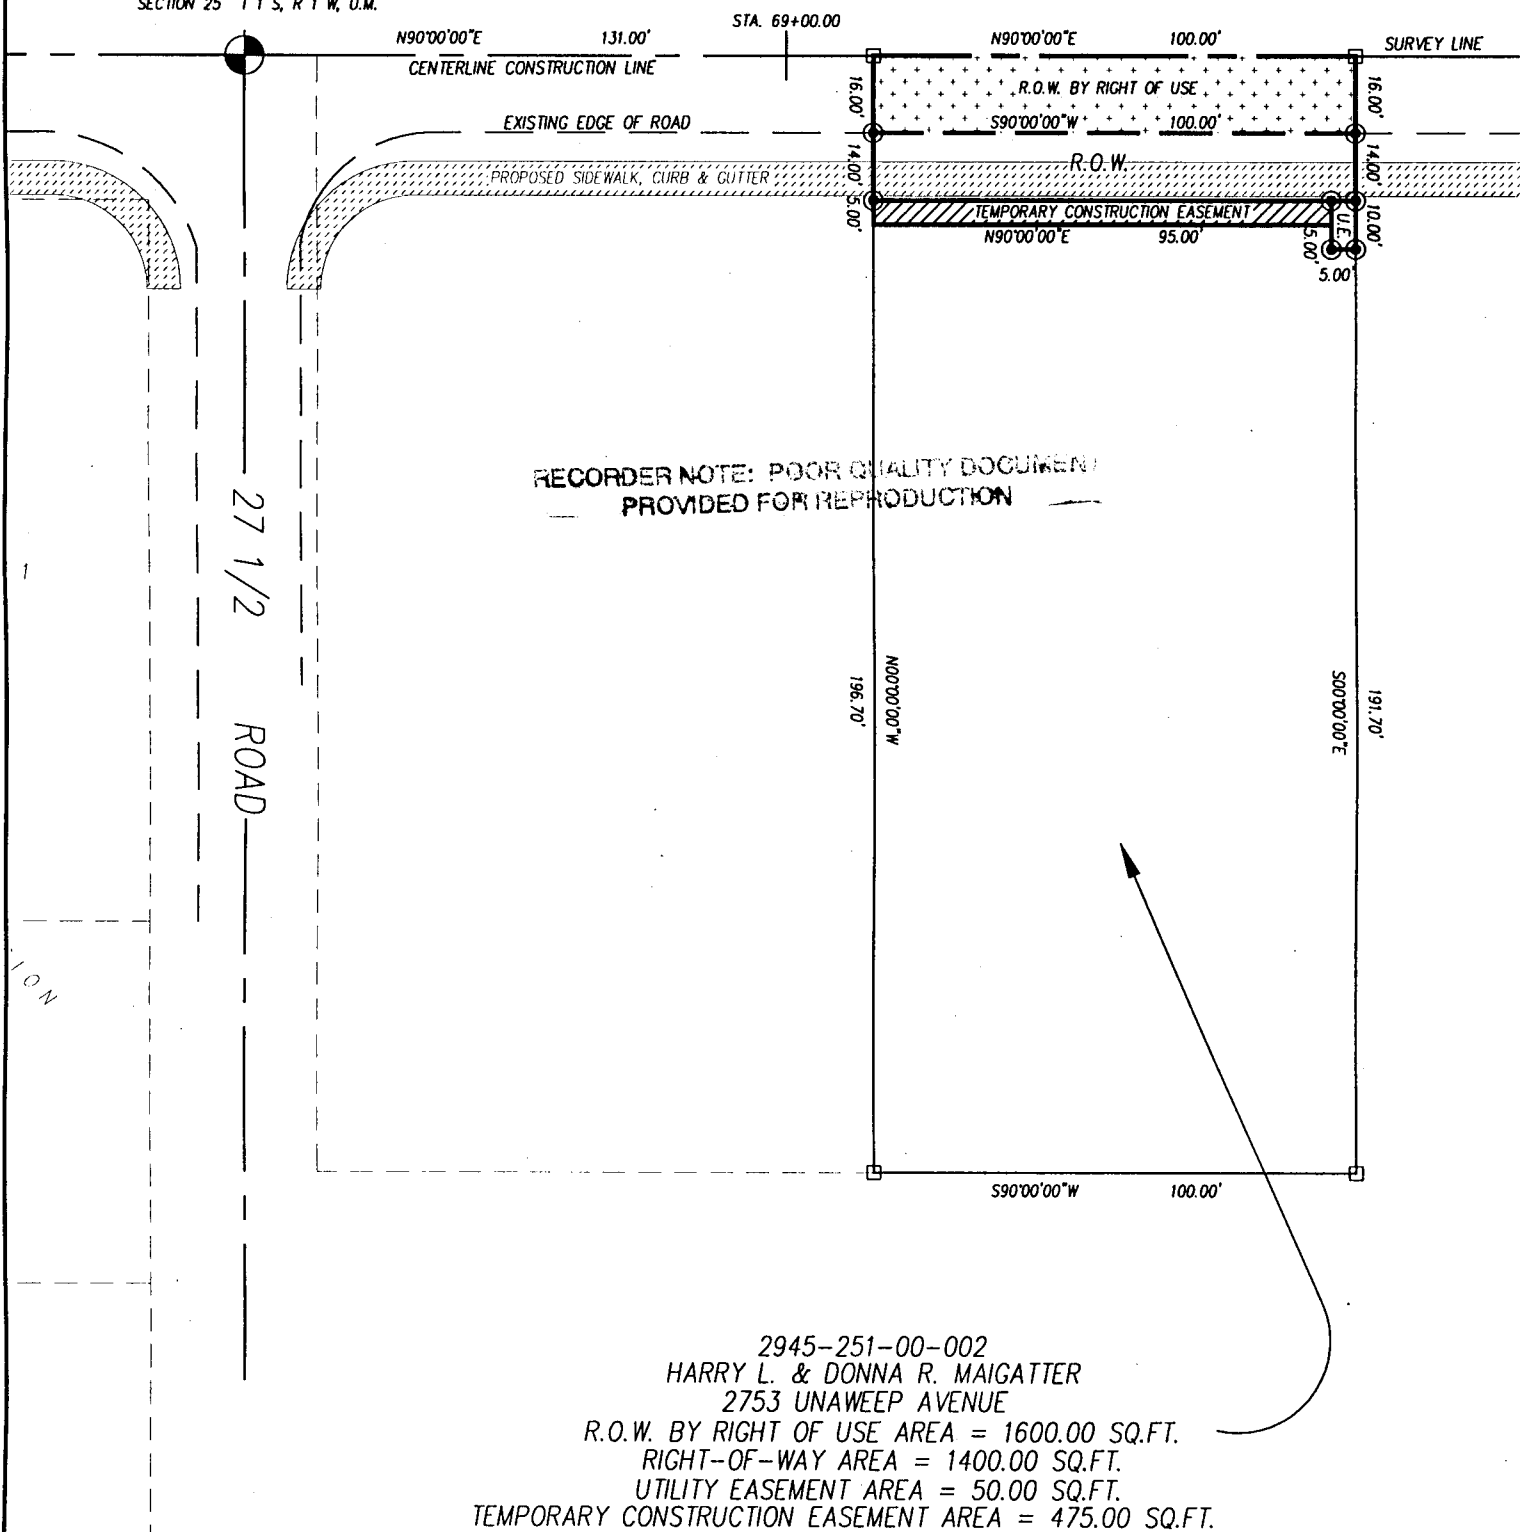 SECTION 25 T 1 S, R 1 W, U.M.
STA. 69+00.00
N90°00'00"E 131.00'
N90°00'00"E 100.00'
SURVEY LINE
CENTERLINE CONSTRUCTION LINE
16.00'
R.O.W. BY RIGHT OF USE
16.00'
EXISTING EDGE OF ROAD
S90°00'00"W 100.00'
14.00'
R.O.W.
14.00'
PROPOSED SIDEWALK, CURB & GUTTER
5.00'
TEMPORARY CONSTRUCTION EASEMENT
U.E.
10.00'
N90°00'00"E 95.00'
5.00'
5.00'
RECORDER NOTE: POOR QUALITY DOCUMENT
PROVIDED FOR REPRODUCTION
27 1/2 ROAD
1
196.70'
N00°00'00"W
S00°00'00"E
191.70'
ION
S90°00'00"W 100.00'
2945-251-00-002
HARRY L. & DONNA R. MAIGATTER
2753 UNAWEEP AVENUE
R.O.W. BY RIGHT OF USE AREA = 1600.00 SQ.FT.
RIGHT-OF-WAY AREA = 1400.00 SQ.FT.
UTILITY EASEMENT AREA = 50.00 SQ.FT.
TEMPORARY CONSTRUCTION EASEMENT AREA = 475.00 SQ.FT.